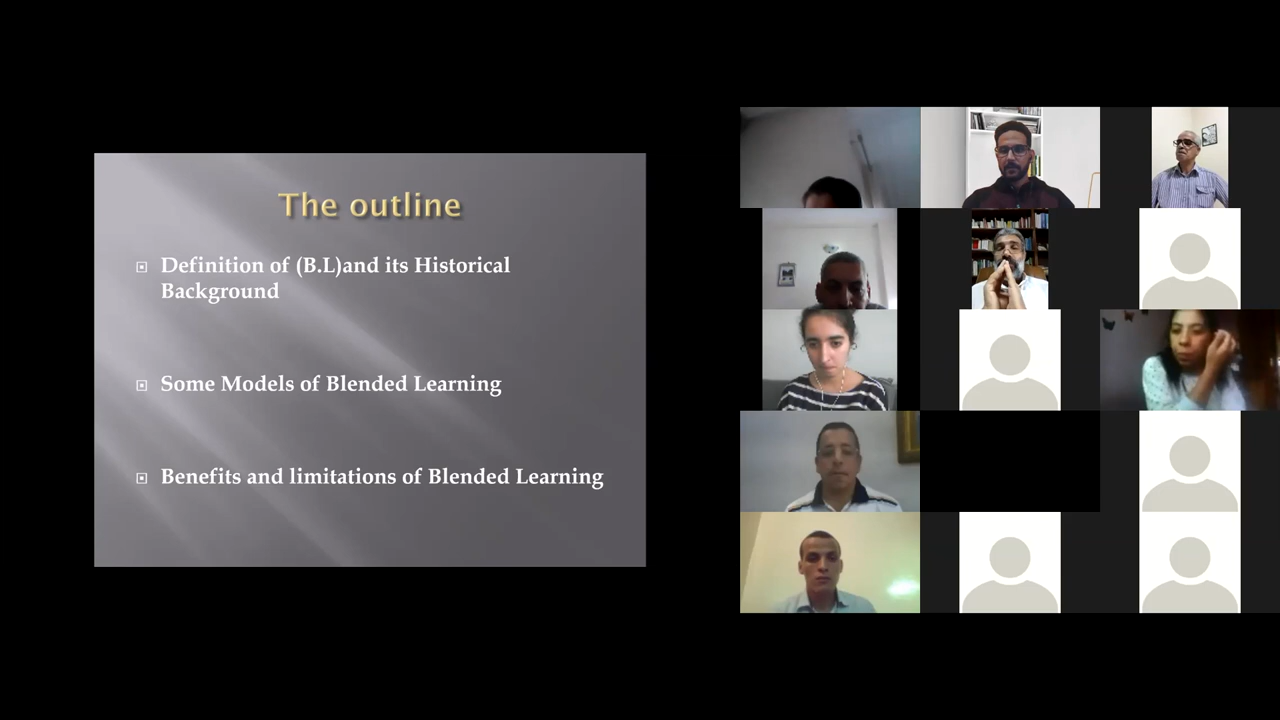 The outline
Definition of (B.L)and its Historical
Background
Some Models of Blended Learning
Benefits and limitations of Blended Learning